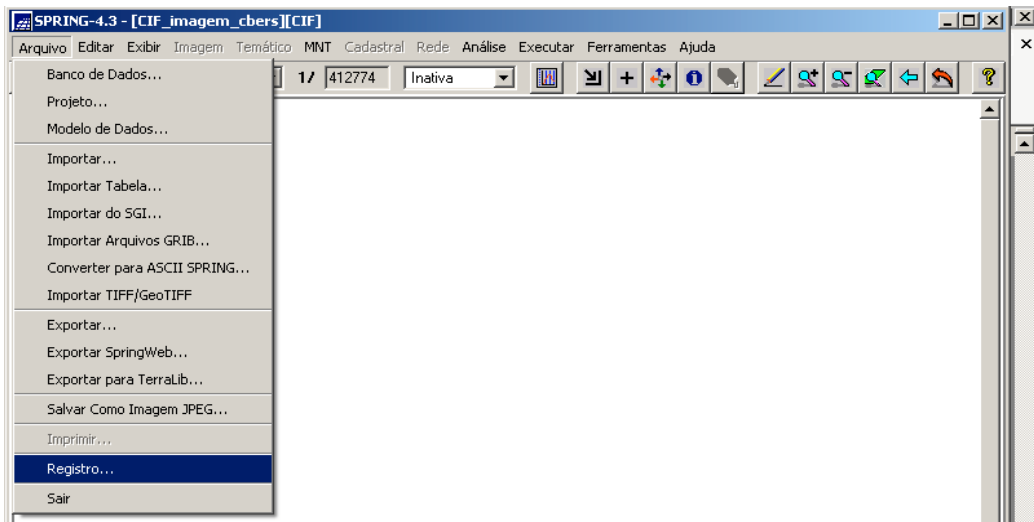 SPRING-4.3 - [CIF_imagem_cbers][CIF]
Arquivo Editar Exibir Imagem Temático MNT Cadastral Rede Análise Executar Ferramentas Ajuda
1/ 412774 Inativa
Banco de Dados...
Projeto...
Modelo de Dados...
Importar...
Importar Tabela...
Importar do SGI...
Importar Arquivos GRIB...
Converter para ASCII SPRING...
Importar TIFF/GeoTIFF
Exportar...
Exportar SpringWeb...
Exportar para TerraLib...
Salvar Como Imagem JPEG...
Imprimir...
Registro...
Sair